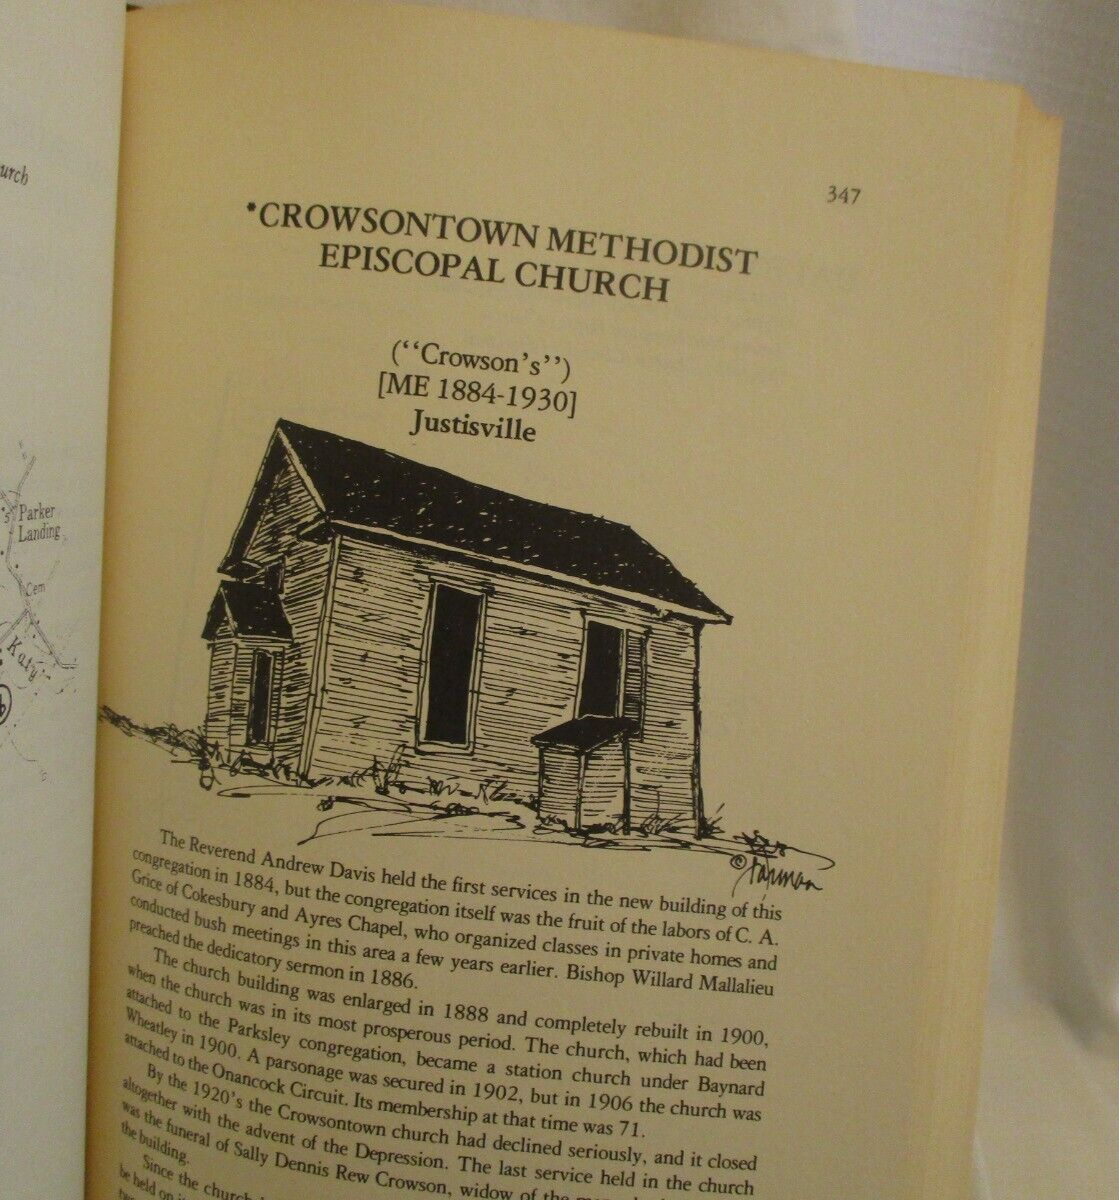 urch
Parker
Landing
Cem
Katy
347
*CROWSONTOWN METHODIST
EPISCOPAL CHURCH
(‘‘Crowson’s’’)
[ME 1884-1930]
Justisville
The Reverend Andrew Davis held the first services in the new building of this
congregation in 1884, but the congregation itself was the fruit of the labors of C. A.
Grice of Cokesbury and Ayres Chapel, who organized classes in private homes and
conducted bush meetings in this area a few years earlier. Bishop Willard Mallalieu
preached the dedicatory sermon in 1886.
The church building was enlarged in 1888 and completely rebuilt in 1900,
when the church was in its most prosperous period. The church, which had been
attached to the Parksley congregation, became a station church under Baynard
Wheatley in 1900. A parsonage was secured in 1902, but in 1906 the church was
attached to the Onancock Circuit. Its membership at that time was 71.
By the 1920’s the Crowsontown church had declined seriously, and it closed
altogether with the advent of the Depression. The last service held in the church
was the funeral of Sally Dennis Rew Crowson, widow of the
the building.
Since the church
be held on